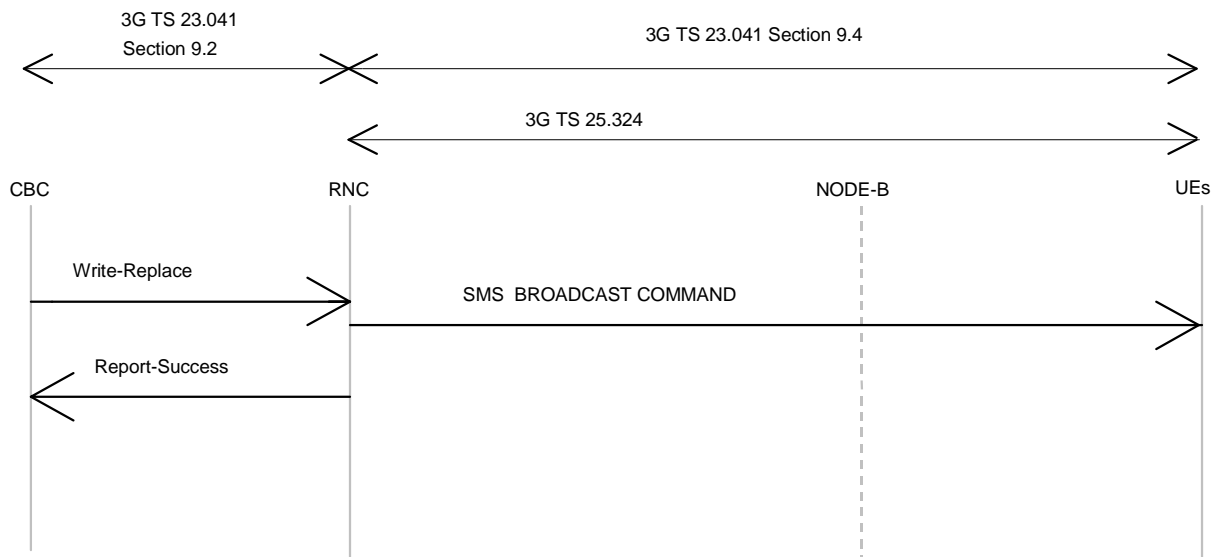 3G TS 23.041
Section 9.2
3G TS 23.041 Section 9.4
3G TS 25.324
CBC
RNC
NODE-B
UEs
Write-Replace
SMS BROADCAST COMMAND
Report-Success